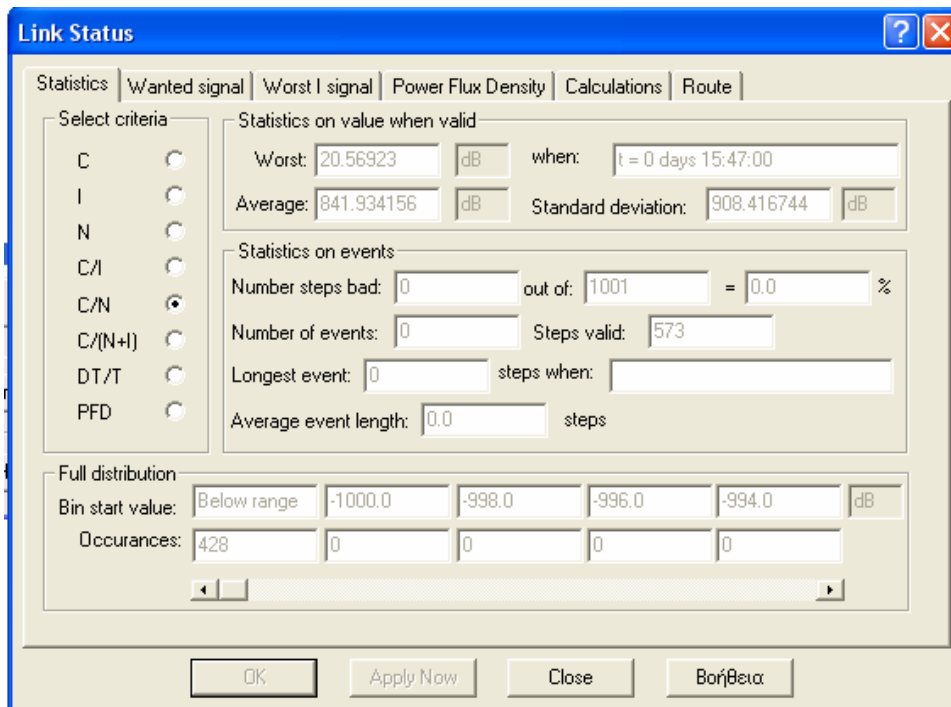 Link Status
Statistics Wanted signal Worst I signal Power Flux Density Calculations Route
Select criteria
C
I
N
C/I
C/N
C/(N+I)
DT/T
PFD
Statistics on value when valid
Worst: 20.56923 dB when: t = 0 days 15:47:00
Average: 841.934156 dB Standard deviation: 908.416744 dB
Statistics on events
Number steps bad: 0 out of: 1001 = 0.0 %
Number of events: 0 Steps valid: 573
Longest event: 0 steps when:
Average event length: 0.0 steps
Full distribution
Bin start value: Below range -1000.0 -998.0 -996.0 -994.0 dB
Occurances: 428 0 0 0 0
OK Apply Now Close Βοήθεια